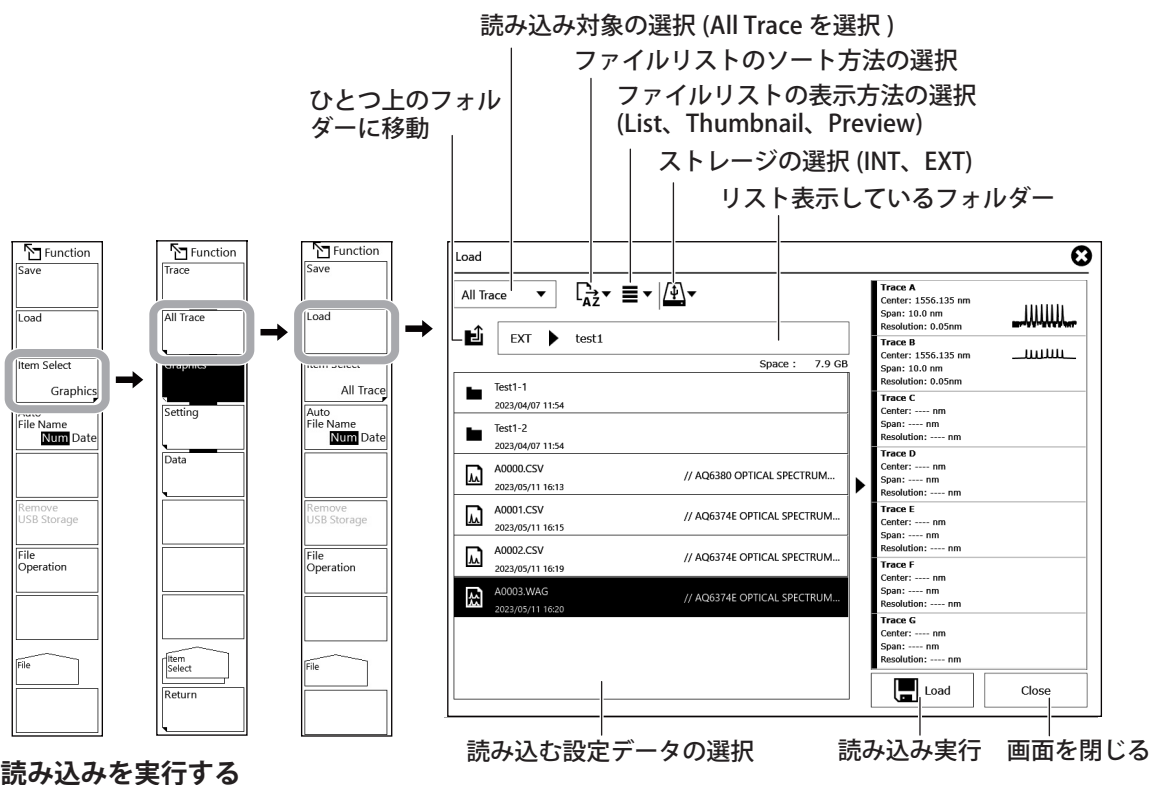 読み込み対象の選択 (All Trace を選択 )
ファイルリストのソート方法の選択
ひとつ上のフォル
ダーに移動
ファイルリストの表示方法の選択
(List、Thumbnail、Preview)
ストレージの選択 (INT、EXT)
リスト表示しているフォルダー
Function
Save
Load
Item Select
Graphics
Auto
File Name
Num Date
Remove
USB Storage
File
Operation
File
Function
Trace
All Trace
Graphics
Setting
Data
Item
Select
Return
Function
Save
Load
Item Select
All Trace
Auto
File Name
Num Date
Remove
USB Storage
File
Operation
File
Load
All Trace
AZ
EXT test1
Space : 7.9 GB
Test1-1
2023/04/07 11:54
Test1-2
2023/04/07 11:54
A0000.CSV // AQ6380 OPTICAL SPECTRUM...
2023/05/11 16:13
A0001.CSV // AQ6374E OPTICAL SPECTRUM...
2023/05/11 16:15
A0002.CSV // AQ6374E OPTICAL SPECTRUM...
2023/05/11 16:19
A0003.WAG // AQ6374E OPTICAL SPECTRUM...
2023/05/11 16:20
Trace A
Center: 1556.135 nm
Span: 10.0 nm
Resolution: 0.05nm
Trace B
Center: 1556.135 nm
Span: 10.0 nm
Resolution: 0.05nm
Trace C
Center: ---- nm
Span: ---- nm
Resolution: ---- nm
Trace D
Center: ---- nm
Span: ---- nm
Resolution: ---- nm
Trace E
Center: ---- nm
Span: ---- nm
Resolution: ---- nm
Trace F
Center: ---- nm
Span: ---- nm
Resolution: ---- nm
Trace G
Center: ---- nm
Span: ---- nm
Resolution: ---- nm
Load
Close
読み込む設定データの選択
読み込み実行
画面を閉じる
読み込みを実行する